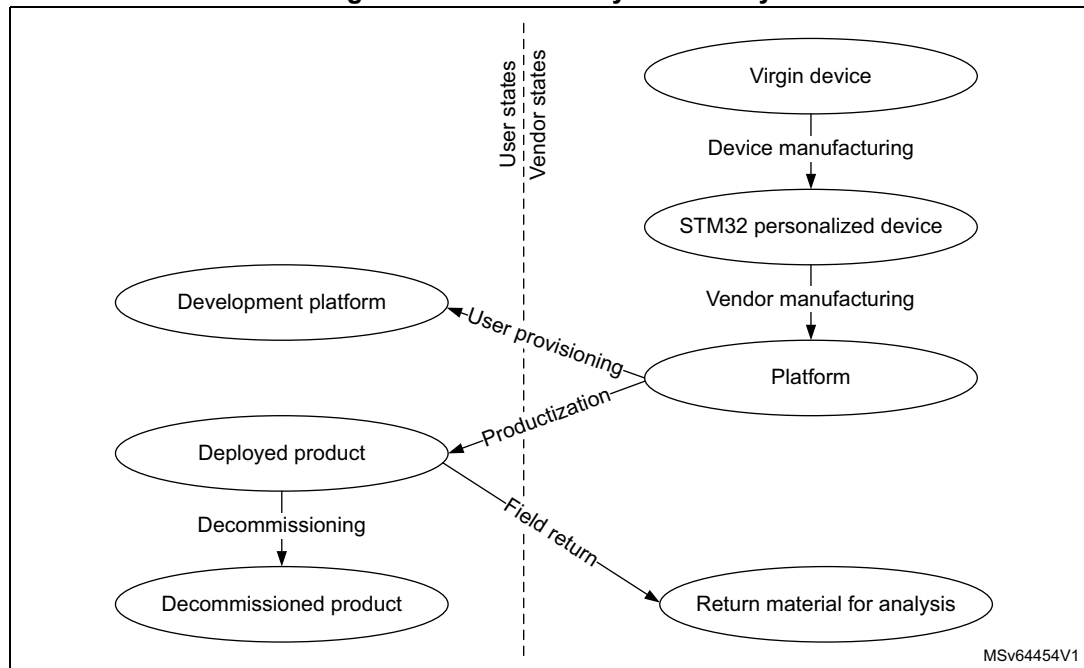 User states
Vendor states
Virgin device
Device manufacturing
STM32 personalized device
Vendor manufacturing
Platform
User provisioning
Development platform
Productization
Deployed product
Decommissioning
Decommissioned product
Field return
Return material for analysis
MSv64454V1